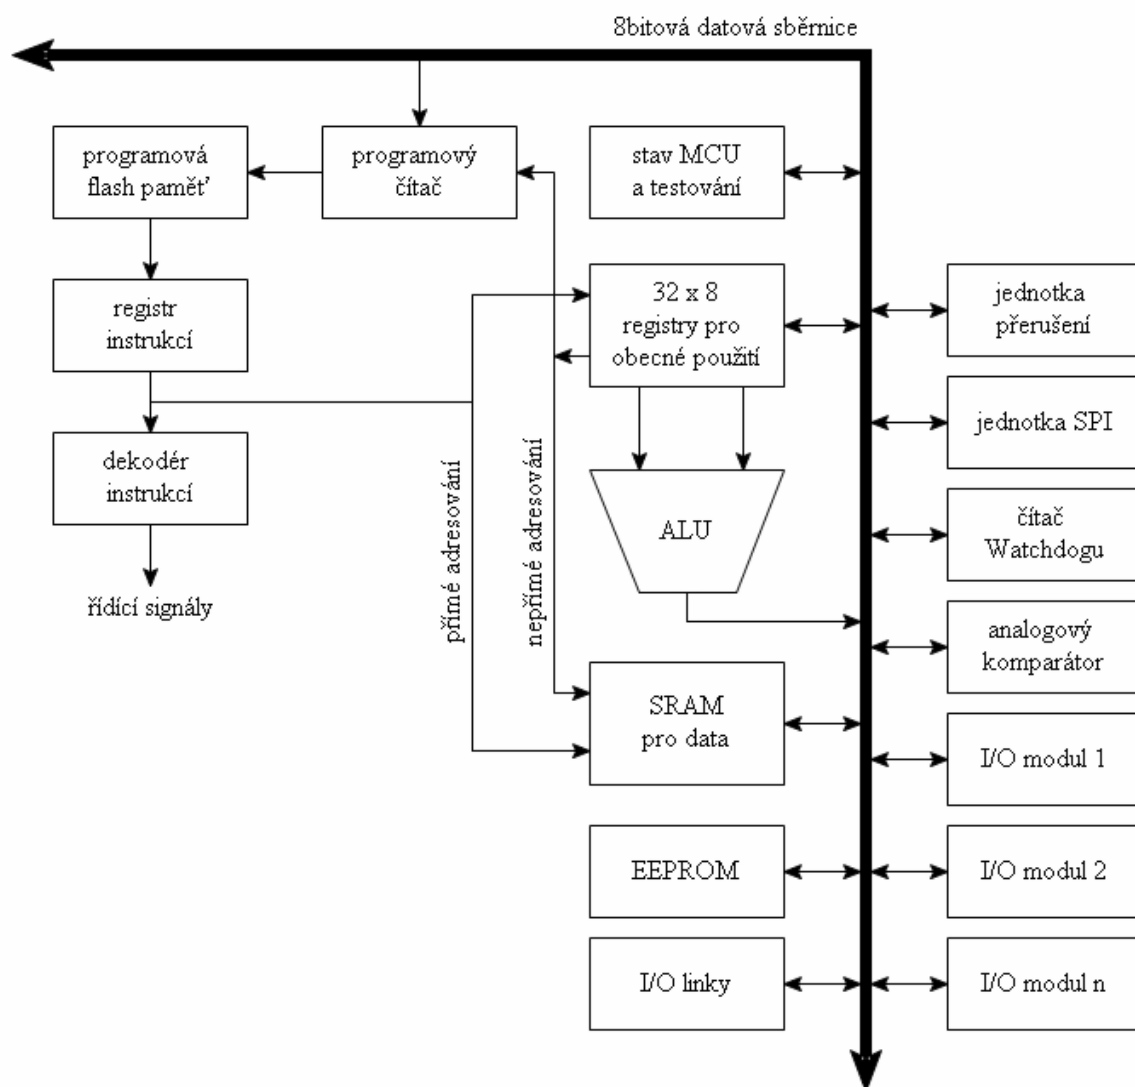 8bitová datová sběrnice
programová
flash paměť
programový
čítač
stav MCU
a testování
registr
instrukcí
32 x 8
registry pro
obecné použití
jednotka
přerušení
jednotka SPI
dekodér
instrukcí
přímé adresování
nepřímé adresování
ALU
čítač
Watchdogu
řídící signály
analogový
komparátor
SRAM
pro data
I/O modul 1
EEPROM
I/O modul 2
I/O linky
I/O modul n